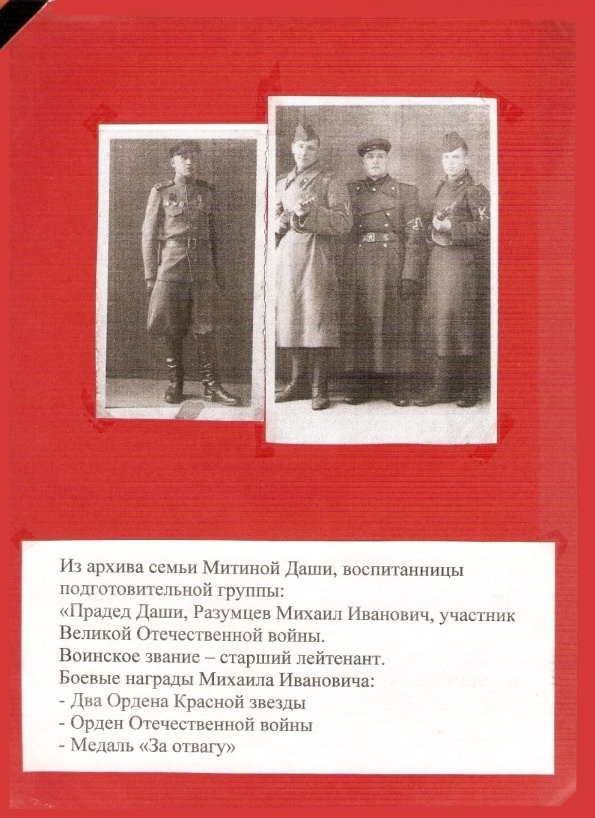 Из архива семьи Митиной Даши, воспитанницы
подготовительной группы:
«Прадед Даши, Разумцев Михаил Иванович, участник
Великой Отечественной войны.
Воинское звание – старший лейтенант.
Боевые награды Михаила Ивановича:
- Два Ордена Красной звезды
- Орден Отечественной войны
- Медаль «За отвагу»